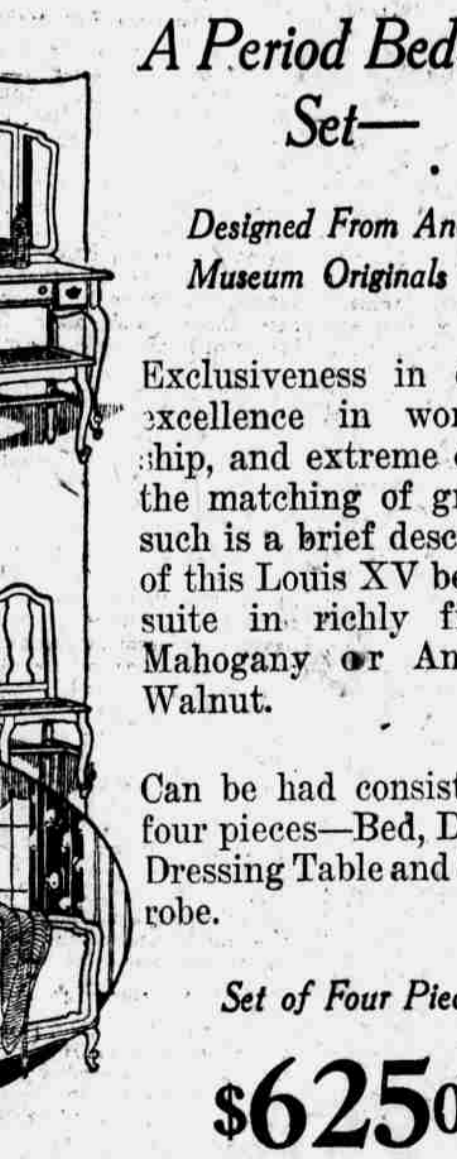 A Period Bed
Set—
Designed From An
Museum Originals
Exclusiveness in
excellence in wor
ship, and extreme
the matching of gr
such is a brief desc
of this Louis XV be
suite in richly f
Mahogany or An
Walnut.
Can be had consist
four pieces—Bed, D
Dressing Table and
robe.
Set of Four Piec
$6250